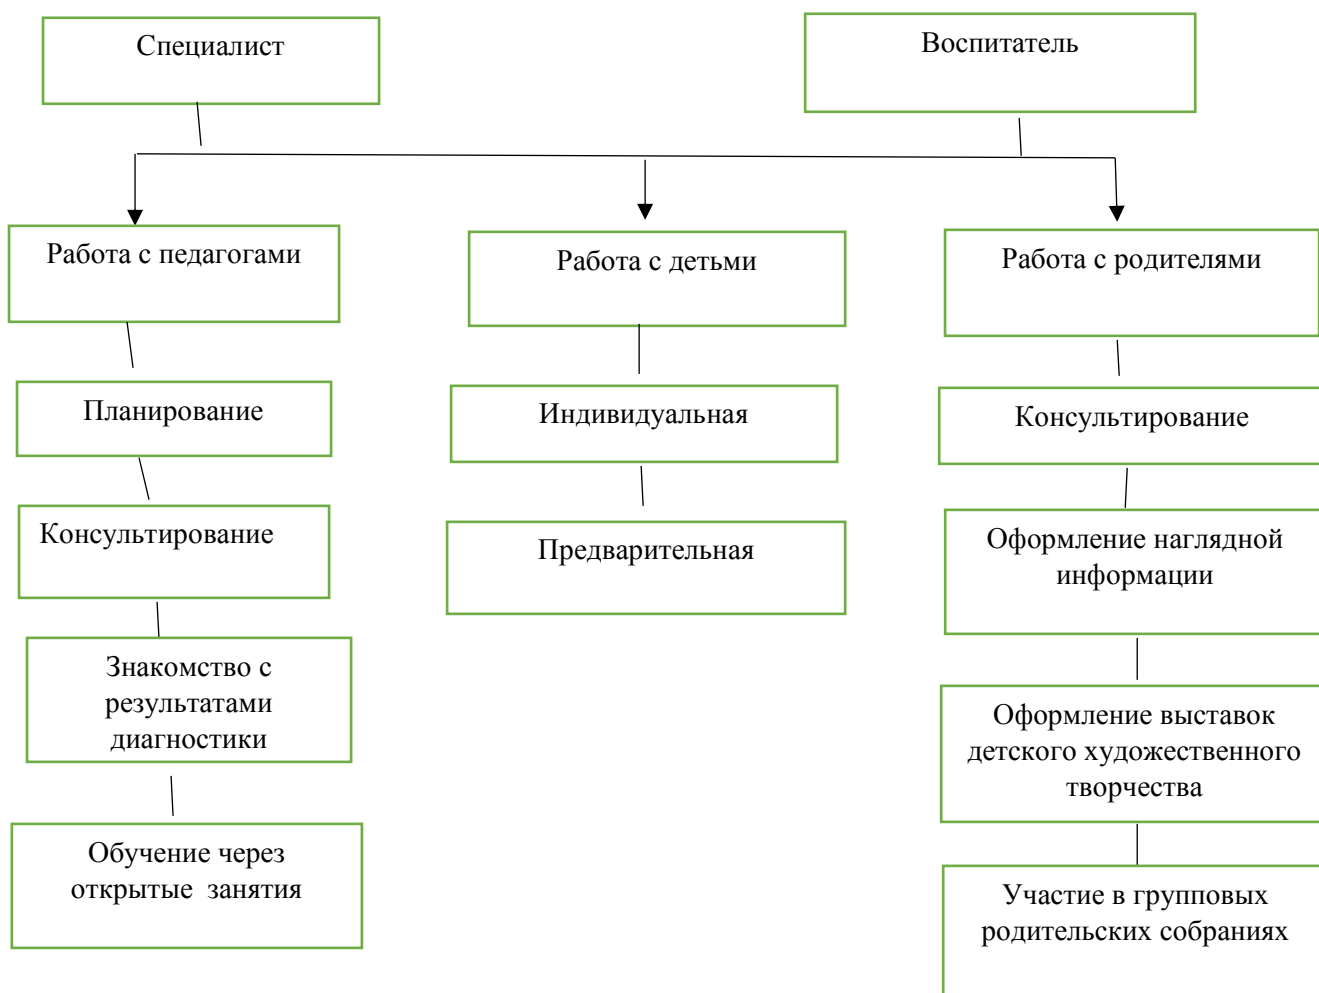 Специалист
Воспитатель
Работа с педагогами
Работа с детьми
Работа с родителями
Планирование
Индивидуальная
Консультирование
Консультирование
Предварительная
Оформление наглядной
информации
Знакомство с
результатами
диагностики
Оформление выставок
детского художественного
творчества
Обучение через
открытые занятия
Участие в групповых
родительских собраниях